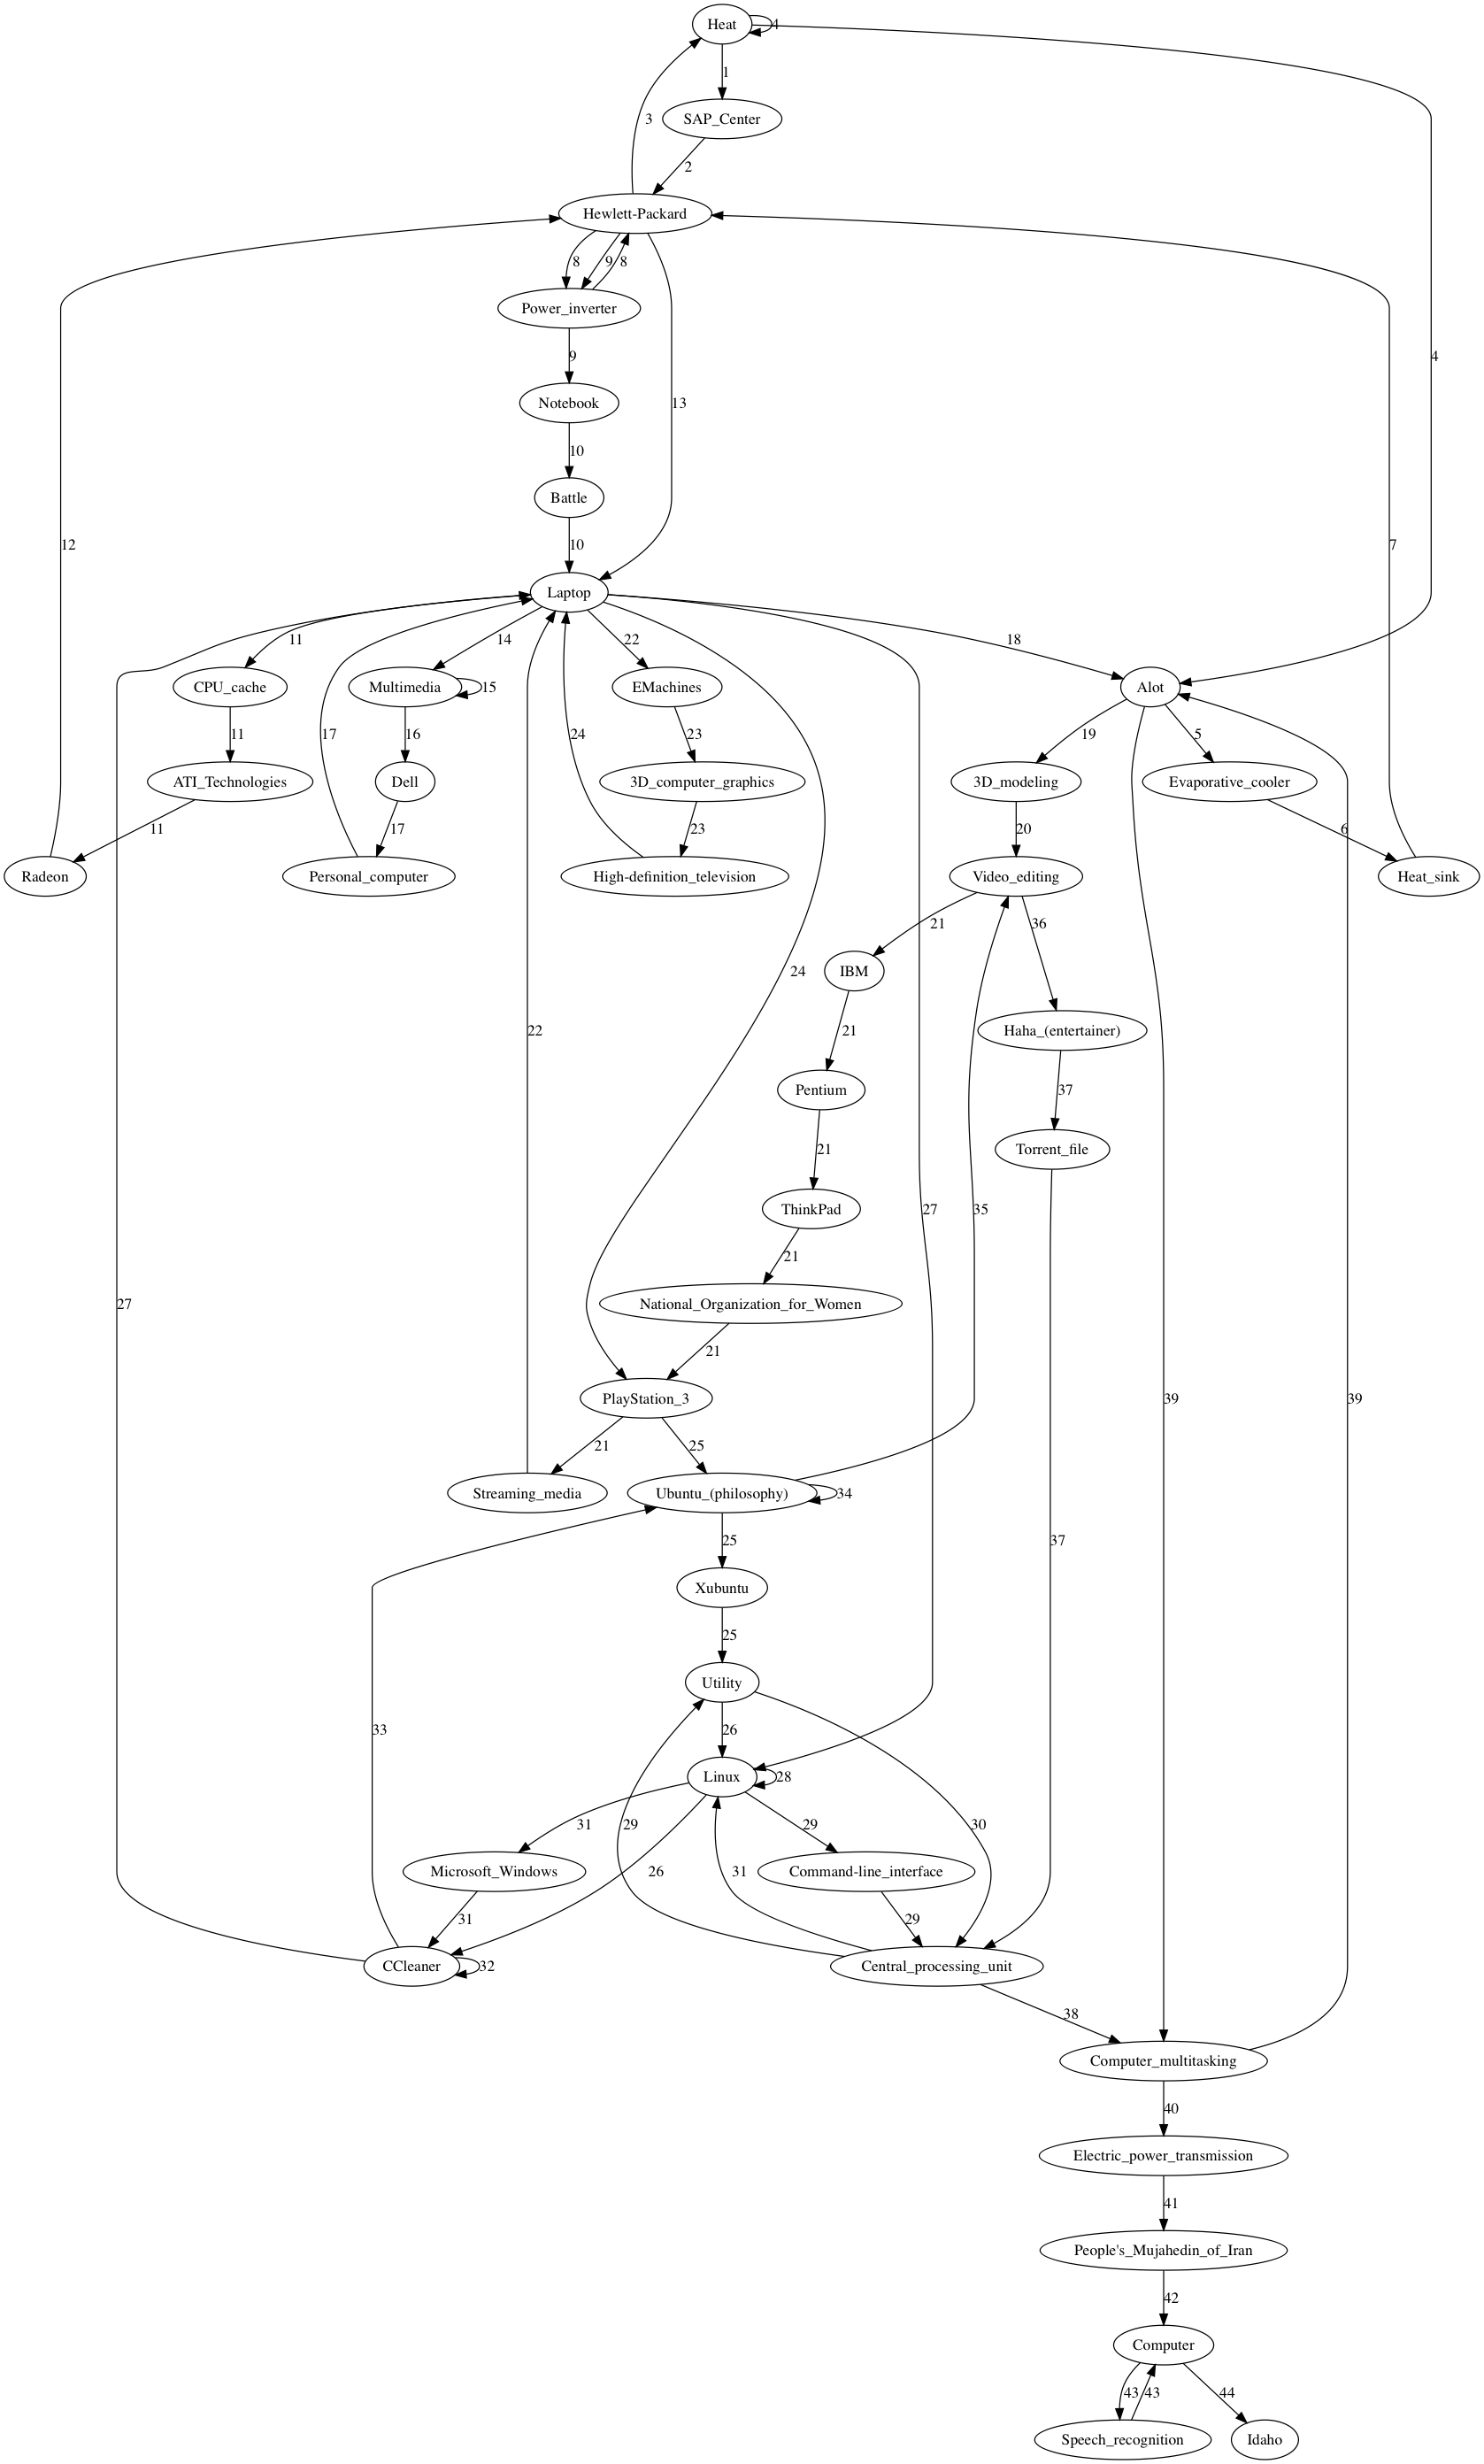 Heat
4
1
SAP_Center
3
2
Hewlett-Packard
8
9
8
Power_inverter
9
4
Notebook
13
10
Battle
10
12
7
Laptop
11
14
22
18
CPU_cache
Multimedia
15
EMachines
Alot
11
17
16
24
23
19
5
ATI_Technologies
Dell
3D_computer_graphics
3D_modeling
Evaporative_cooler
11
17
23
20
6
Radeon
Personal_computer
High-definition_television
Video_editing
Heat_sink
21
36
24
IBM
22
21
Haha_(entertainer)
Pentium
37
21
Torrent_file
ThinkPad
27
35
21
27
National_Organization_for_Women
21
PlayStation_3
39
39
21
25
Streaming_media
Ubuntu_(philosophy)
34
25
37
Xubuntu
25
Utility
33
26
Linux
28
31
29
29
30
Microsoft_Windows
26
31
Command-line_interface
31
29
CCleaner
32
Central_processing_unit
38
Computer_multitasking
40
Electric_power_transmission
41
People's_Mujahedin_of_Iran
42
Computer
43
43
44
Speech_recognition
Idaho